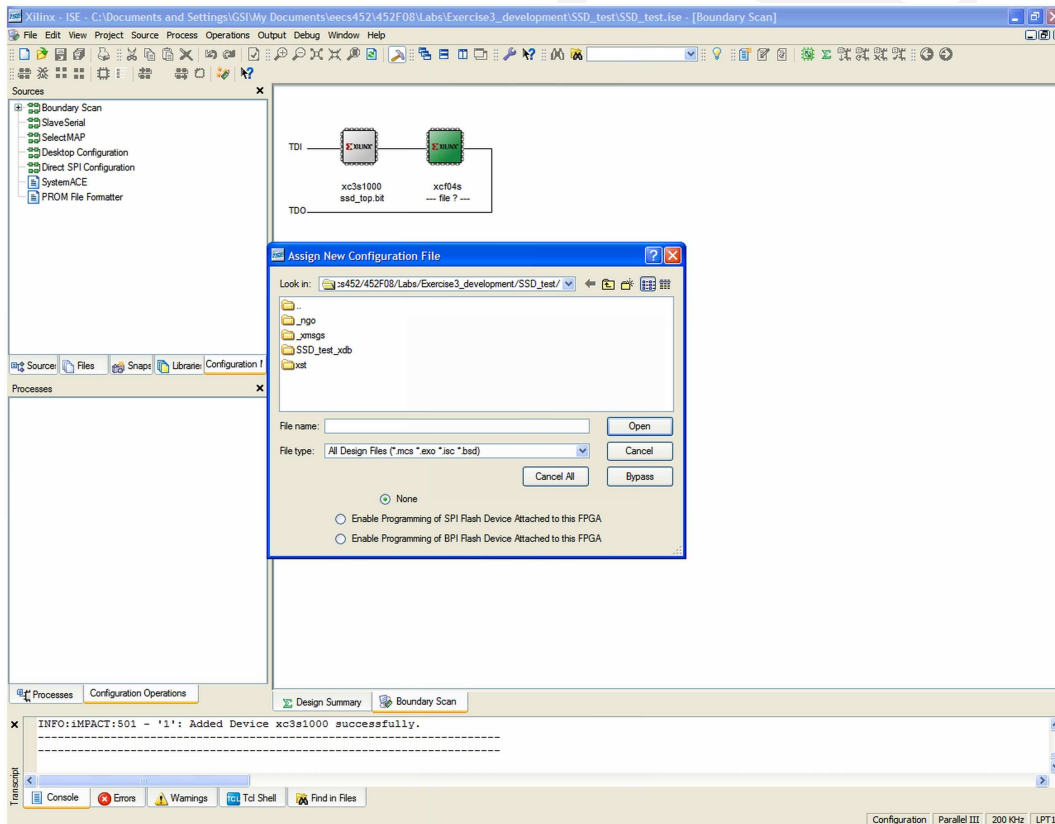 Xilinx - ISE - C:\Documents and Settings\GSI\My Documents\eecs452\452F08\Labs\Exercise3_development\SSD_test\SSD_test.ise - [Boundary Scan]
File Edit View Project Source Process Operations Output Debug Window Help
Sources
Boundary Scan
SlaveSerial
SelectMAP
Desktop Configuration
Direct SPI Configuration
SystemACE
PROM File Formatter
TDI
XILINX
XILINX
xc3s1000
xcf04s
ssd_top.bit
--- file ? ---
TDO
Assign New Configuration File
Look in: :s452/452F08/Labs/Exercise3_development/SSD_test/
..
_ngo
_xmsgs
SSD_test_xdb
xst
File name:
Open
File type: All Design Files (*.mcs *.exo *.isc *.bsd)
Cancel
Cancel All
Bypass
None
Enable Programming of SPI Flash Device Attached to this FPGA
Enable Programming of BPI Flash Device Attached to this FPGA
Source: Files Snaps Libraries Configuration
Processes
Processes Configuration Operations
Design Summary Boundary Scan
INFO:iMPACT:501 - '1': Added Device xc3s1000 successfully.
----------------------------------------------------------------------
----------------------------------------------------------------------
Transcript
Console Errors Warnings Tcl Shell Find in Files
Configuration Parallel III 200 KHz LPT1